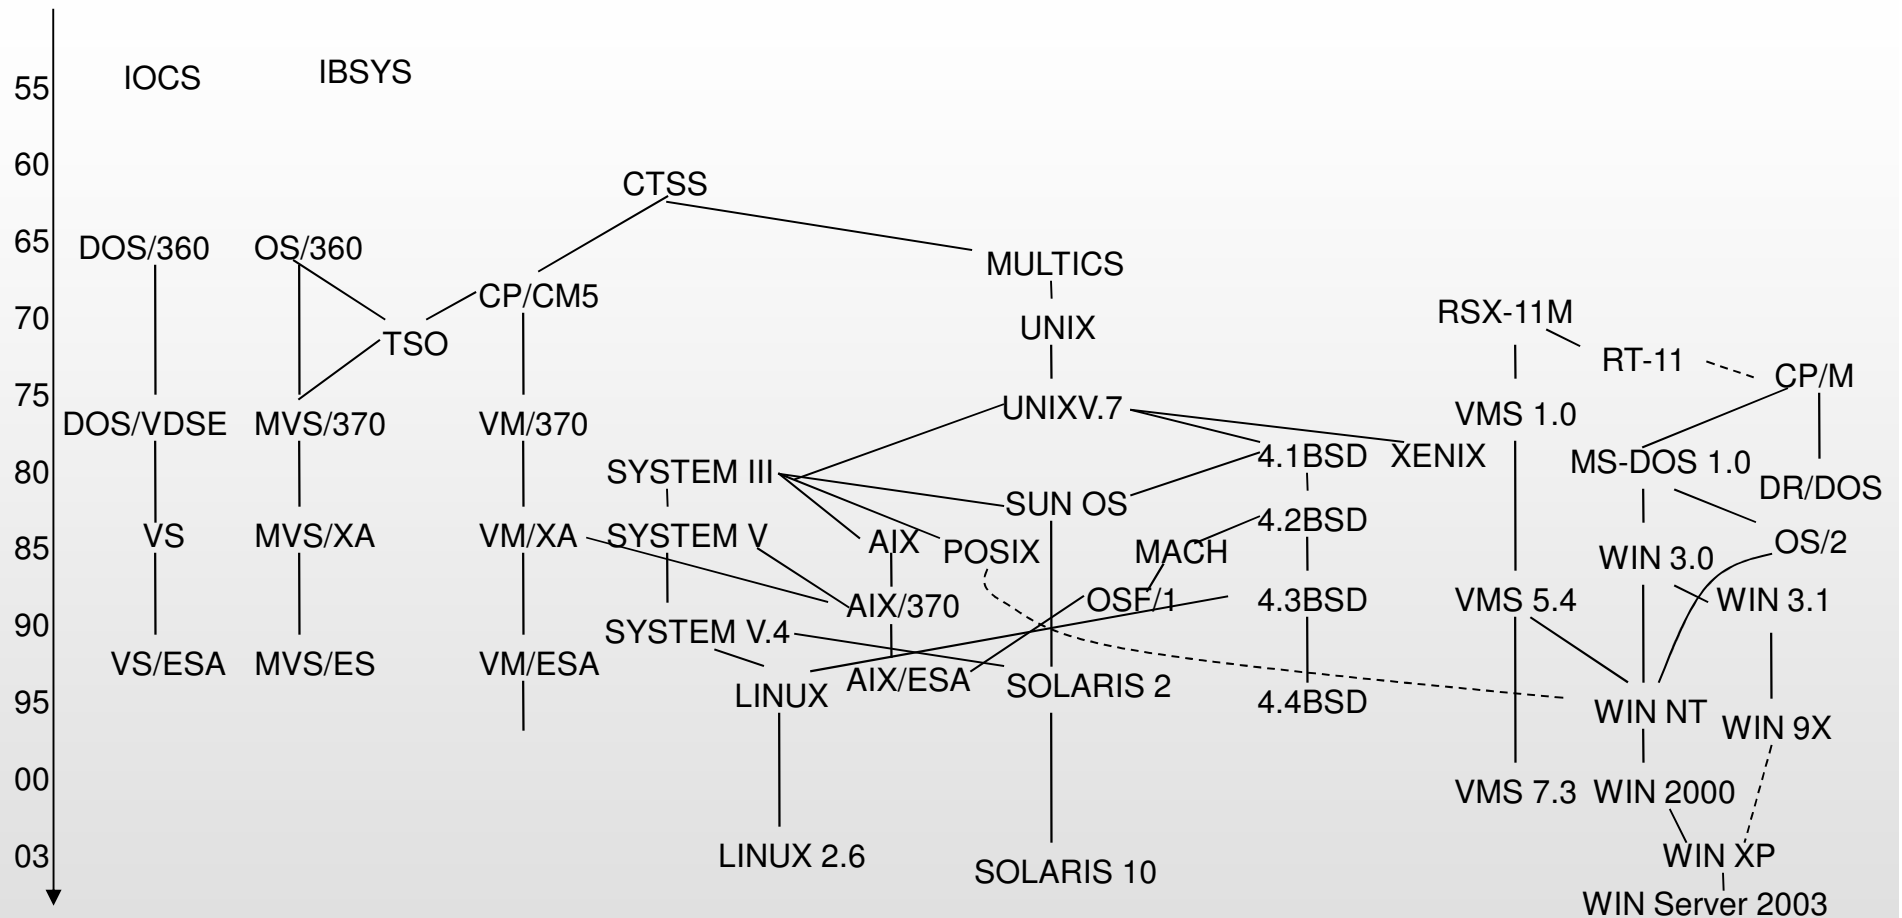 55 IOCS IBSYS
60
CTSS
65 DOS/360 OS/360
MULTICS
CP/CM5
70 RSX-11M
UNIX
TSO
RT-11
CP/M
75
UNIXV.7
VMS 1.0
DOS/VDSE MVS/370 VM/370
4.1BSD XENIX
MS-DOS 1.0
80 SYSTEM III
DR/DOS
SUN OS
4.2BSD
VS MVS/XA VM/XA SYSTEM V
AIX
OS/2
85 POSIX MACH
WIN 3.0
OSF/1 4.3BSD VMS 5.4 WIN 3.1
AIX/370
90 SYSTEM V.4
VS/ESA MVS/ES VM/ESA
AIX/ESA
SOLARIS 2
LINUX
95 4.4BSD
WIN NT
WIN 9X
00
VMS 7.3 WIN 2000
03 LINUX 2.6 WIN XP
SOLARIS 10
WIN Server 2003